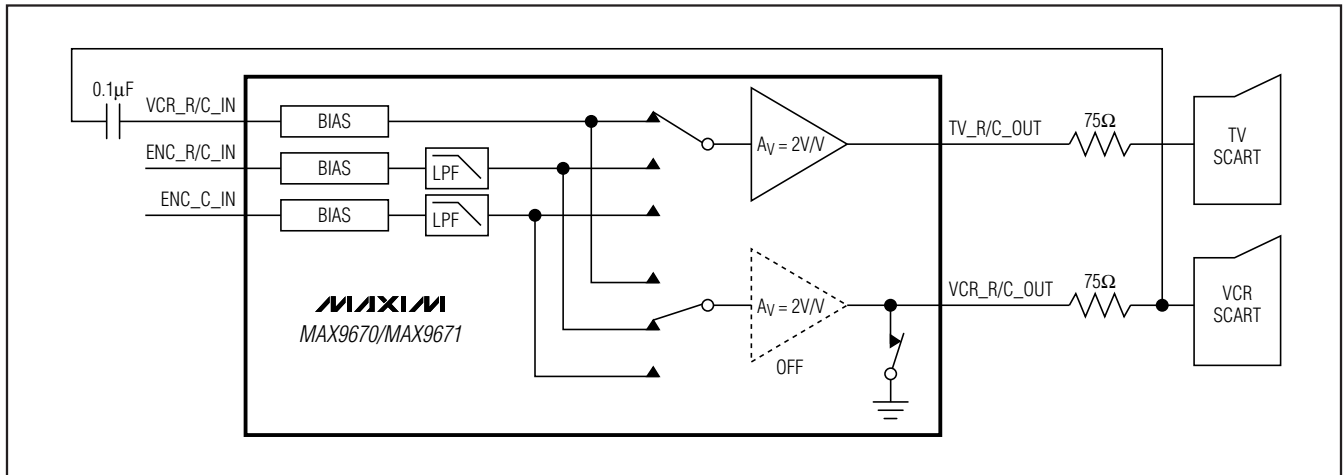 0.1µF
VCR_R/C_IN
BIAS
ENC_R/C_IN
BIAS
LPF
ENC_C_IN
BIAS
LPF
MAXIM
MAX9670/MAX9671
AV = 2V/V
TV_R/C_OUT
75Ω
TV
SCART
AV = 2V/V
OFF
VCR_R/C_OUT
75Ω
VCR
SCART